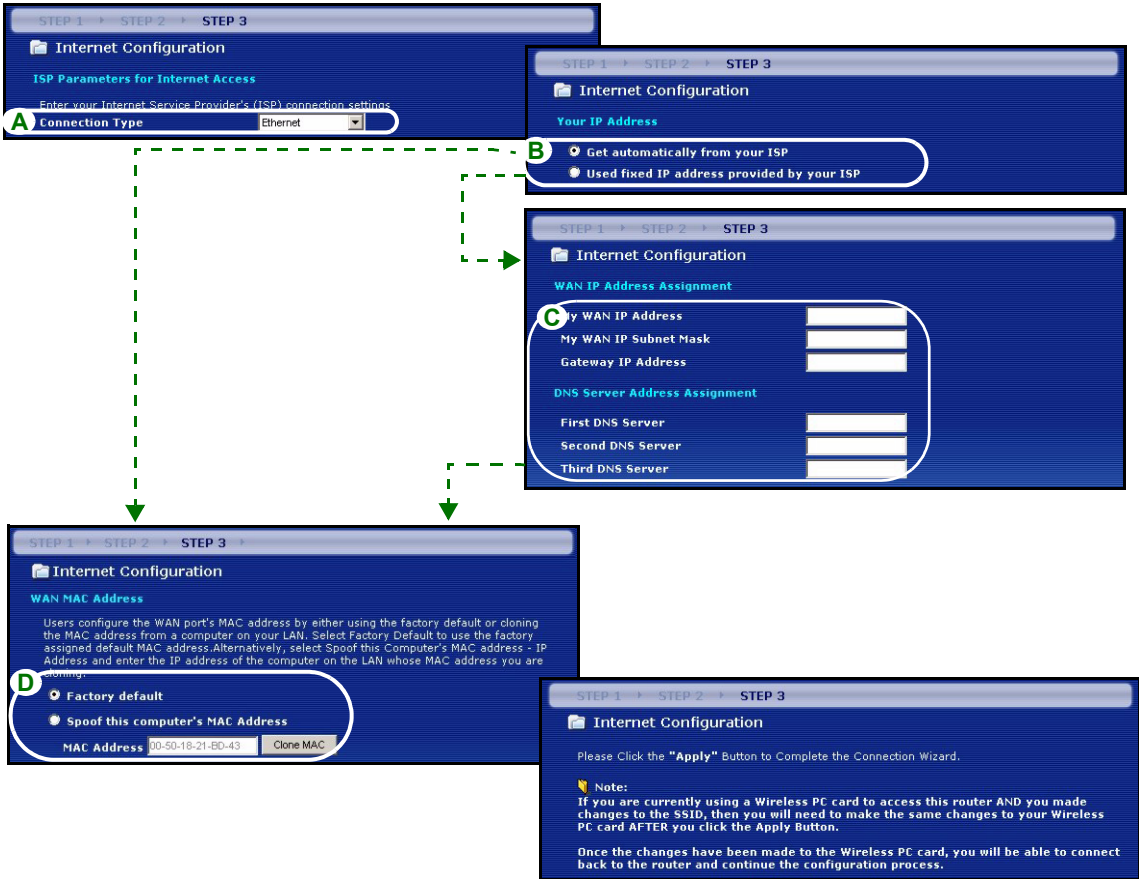 STEP 1 STEP 2 STEP 3
Internet Configuration
ISP Parameters for Internet Access
Enter your Internet Service Provider's (ISP) connection settings
A Connection Type Ethernet
STEP 1 STEP 2 STEP 3
Internet Configuration
Your IP Address
B Get automatically from your ISP
Used fixed IP address provided by your ISP
STEP 1 STEP 2 STEP 3
Internet Configuration
WAN IP Address Assignment
C y WAN IP Address
My WAN IP Subnet Mask
Gateway IP Address
DNS Server Address Assignment
First DNS Server
Second DNS Server
Third DNS Server
STEP 1 STEP 2 STEP 3
Internet Configuration
WAN MAC Address
Users configure the WAN port's MAC address by either using the factory default or cloning
the MAC address from a computer on your LAN. Select Factory Default to use the factory
assigned default MAC address.Alternatively, select Spoof this Computer's MAC address - IP
Address and enter the IP address of the computer on the LAN whose MAC address you are
cloning.
D Factory default
Spoof this computer's MAC Address
MAC Address 00-50-18-21-BD-43 Clone MAC
STEP 1 STEP 2 STEP 3
Internet Configuration
Please Click the "Apply" Button to Complete the Connection Wizard.
Note:
If you are currently using a Wireless PC card to access this router AND you made
changes to the SSID, then you will need to make the same changes to your Wireless
PC card AFTER you click the Apply Button.
Once the changes have been made to the Wireless PC card, you will be able to connect
back to the router and continue the configuration process.